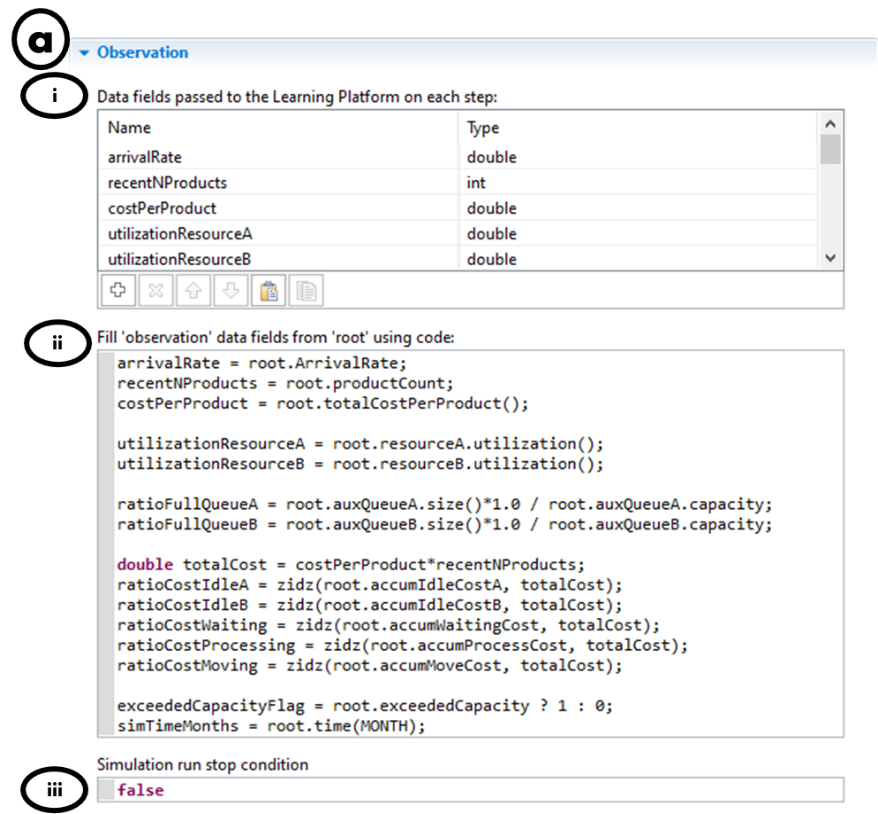 a
Observation
i
Data fields passed to the Learning Platform on each step:
Name Type
arrivalRate double
recentNProducts int
costPerProduct double
utilizationResourceA double
utilizationResourceB double
ii
Fill 'observation' data fields from 'root' using code:
arrivalRate = root.ArrivalRate;
recentNProducts = root.productCount;
costPerProduct = root.totalCostPerProduct();
utilizationResourceA = root.resourceA.utilization();
utilizationResourceB = root.resourceB.utilization();
ratioFullQueueA = root.auxQueueA.size()*1.0 / root.auxQueueA.capacity;
ratioFullQueueB = root.auxQueueB.size()*1.0 / root.auxQueueB.capacity;
double totalCost = costPerProduct*recentNProducts;
ratioCostIdleA = zidz(root.accumIdleCostA, totalCost);
ratioCostIdleB = zidz(root.accumIdleCostB, totalCost);
ratioCostWaiting = zidz(root.accumWaitingCost, totalCost);
ratioCostProcessing = zidz(root.accumProcessCost, totalCost);
ratioCostMoving = zidz(root.accumMoveCost, totalCost);
exceededCapacityFlag = root.exceededCapacity ? 1 : 0;
simTimeMonths = root.time(MONTH);
Simulation run stop condition
iii
false